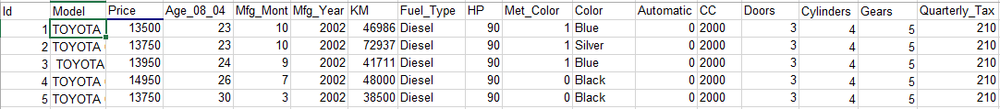 Id Model Price Age_08_04 Mfg_Mont Mfg_Year KM Fuel_Type HP Met_Color Color Automatic CC Doors Cylinders Gears Quarterly_Tax
1 TOYOTA 13500 23 10 2002 46986 Diesel 90 1 Blue 0 2000 3 4 5 210
2 TOYOTA 13750 23 10 2002 72937 Diesel 90 1 Silver 0 2000 3 4 5 210
3 TOYOTA 13950 24 9 2002 41711 Diesel 90 1 Blue 0 2000 3 4 5 210
4 TOYOTA 14950 26 7 2002 48000 Diesel 90 0 Black 0 2000 3 4 5 210
5 TOYOTA 13750 30 3 2002 38500 Diesel 90 0 Black 0 2000 3 4 5 210